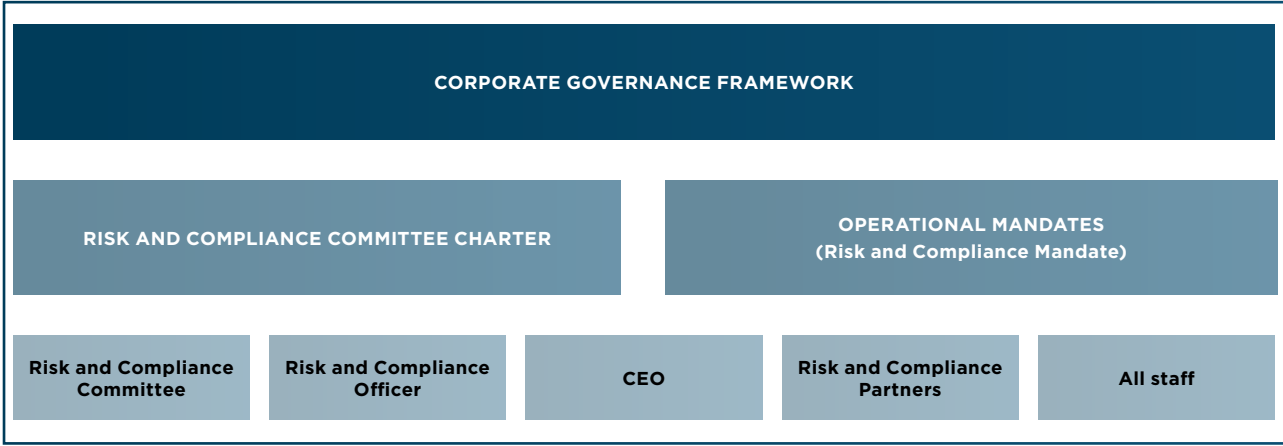 CORPORATE GOVERNANCE FRAMEWORK
RISK AND COMPLIANCE COMMITTEE CHARTER
OPERATIONAL MANDATES
(Risk and Compliance Mandate)
Risk and Compliance
Committee
Risk and Compliance
Officer
CEO
Risk and Compliance
Partners
All staff